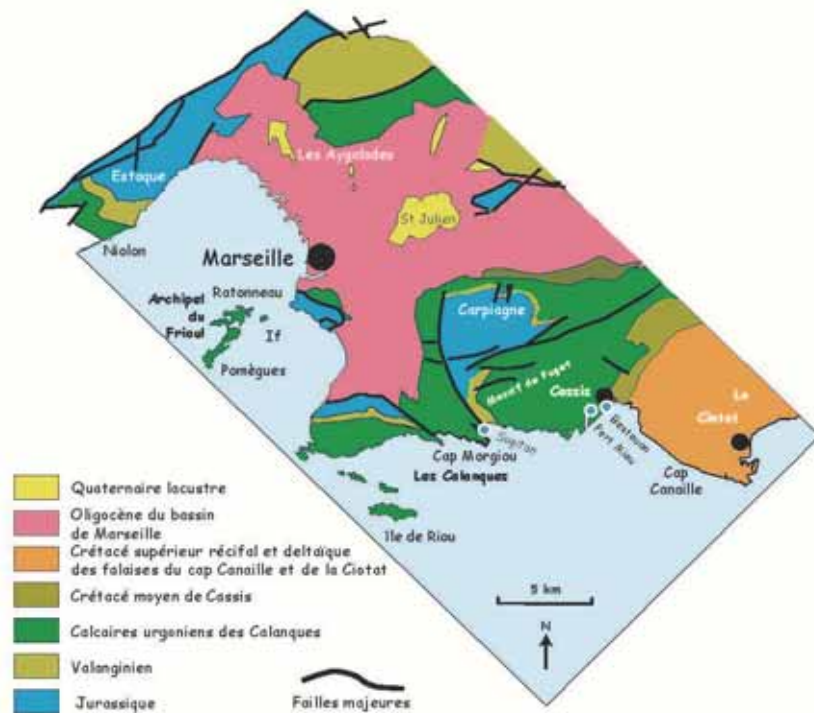 Les Aygalades
Estaque
St Julien
Niolon
Marseille
Ratonneau
Archipel
du
Frioul
If
Pomègues
Carpiagne
Cassis
La
Ciotat
Bestouan
Port Miou
Sugiton
Cap Morgiou
Les Calanques
Cap
Canaille
Ile de Riou
Quaternaire lacustre
Oligocène du bassin
de Marseille
Crétacé supérieur récifal et deltaïque
des falaises du cap Canaille et de la Ciotat
Crétacé moyen de Cassis
Calcaires urgoniens des Calanques
Valanginien
Jurassique
5 km
N
Failles majeures